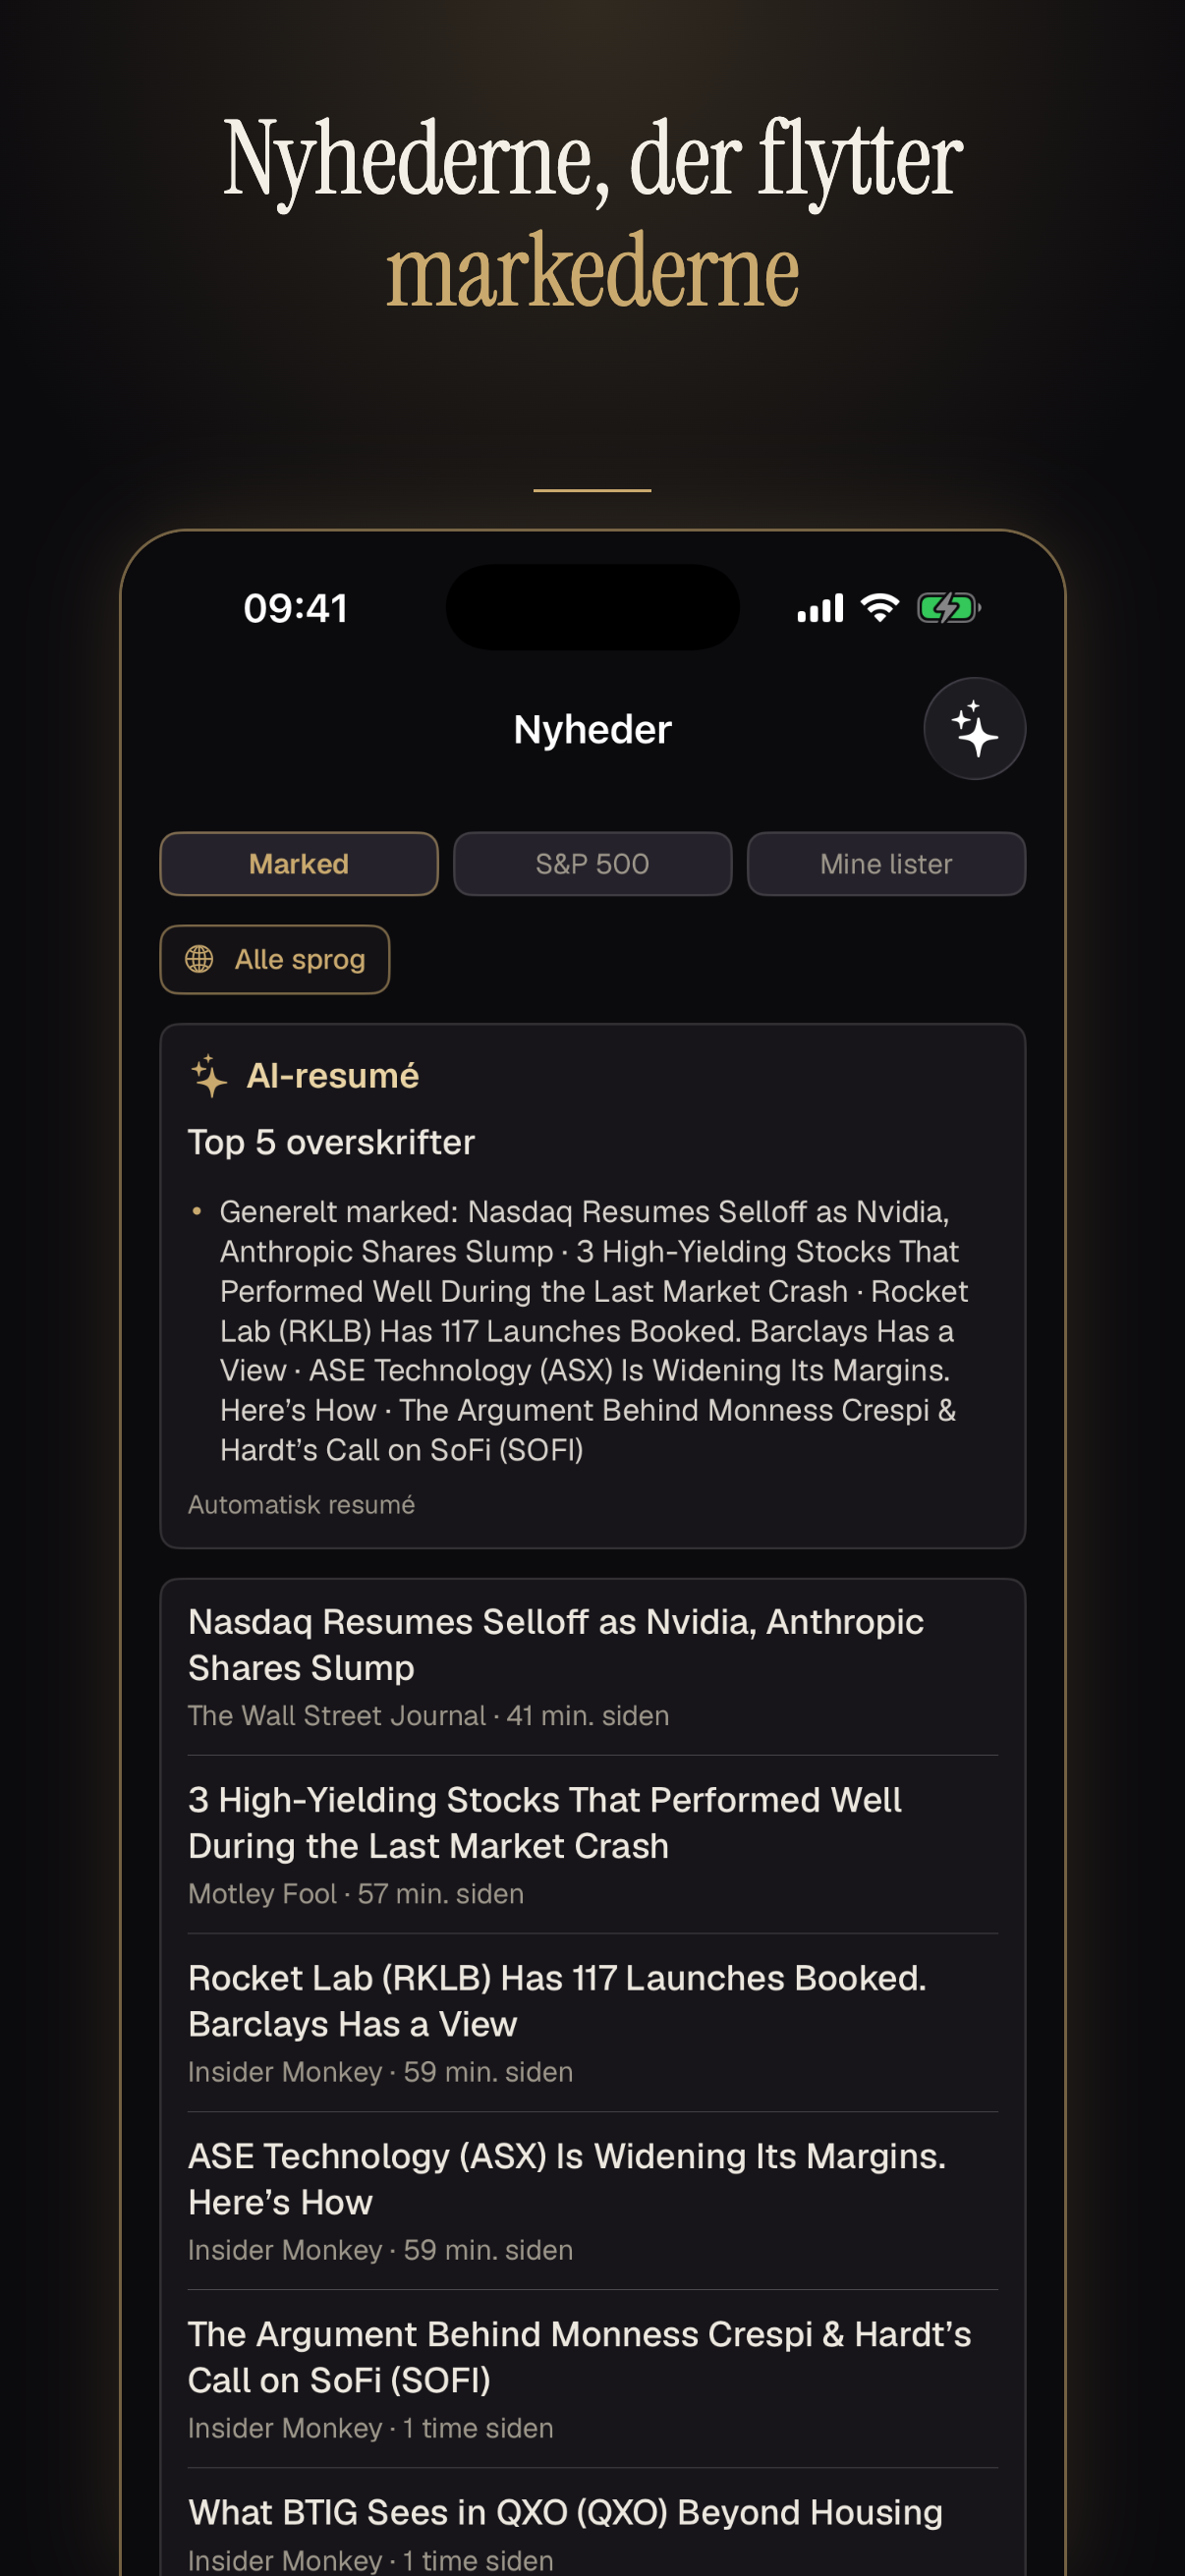 Nyhederne, der flytter
markederne
09:41
Nyheder
Marked
S&P 500
Mine lister
Alle sprog
AI-resumé
Top 5 overskrifter
• Generelt marked: Nasdaq Resumes Selloff as Nvidia,
Anthropic Shares Slump · 3 High-Yielding Stocks That
Performed Well During the Last Market Crash · Rocket
Lab (RKLB) Has 117 Launches Booked. Barclays Has a
View · ASE Technology (ASX) Is Widening Its Margins.
Here’s How · The Argument Behind Monness Crespi &
Hardt’s Call on SoFi (SOFI)
Automatisk resumé
Nasdaq Resumes Selloff as Nvidia, Anthropic
Shares Slump
The Wall Street Journal · 41 min. siden
3 High-Yielding Stocks That Performed Well
During the Last Market Crash
Motley Fool · 57 min. siden
Rocket Lab (RKLB) Has 117 Launches Booked.
Barclays Has a View
Insider Monkey · 59 min. siden
ASE Technology (ASX) Is Widening Its Margins.
Here’s How
Insider Monkey · 59 min. siden
The Argument Behind Monness Crespi & Hardt’s
Call on SoFi (SOFI)
Insider Monkey · 1 time siden
What BTIG Sees in QXO (QXO) Beyond Housing
Insider Monkey · 1 time siden